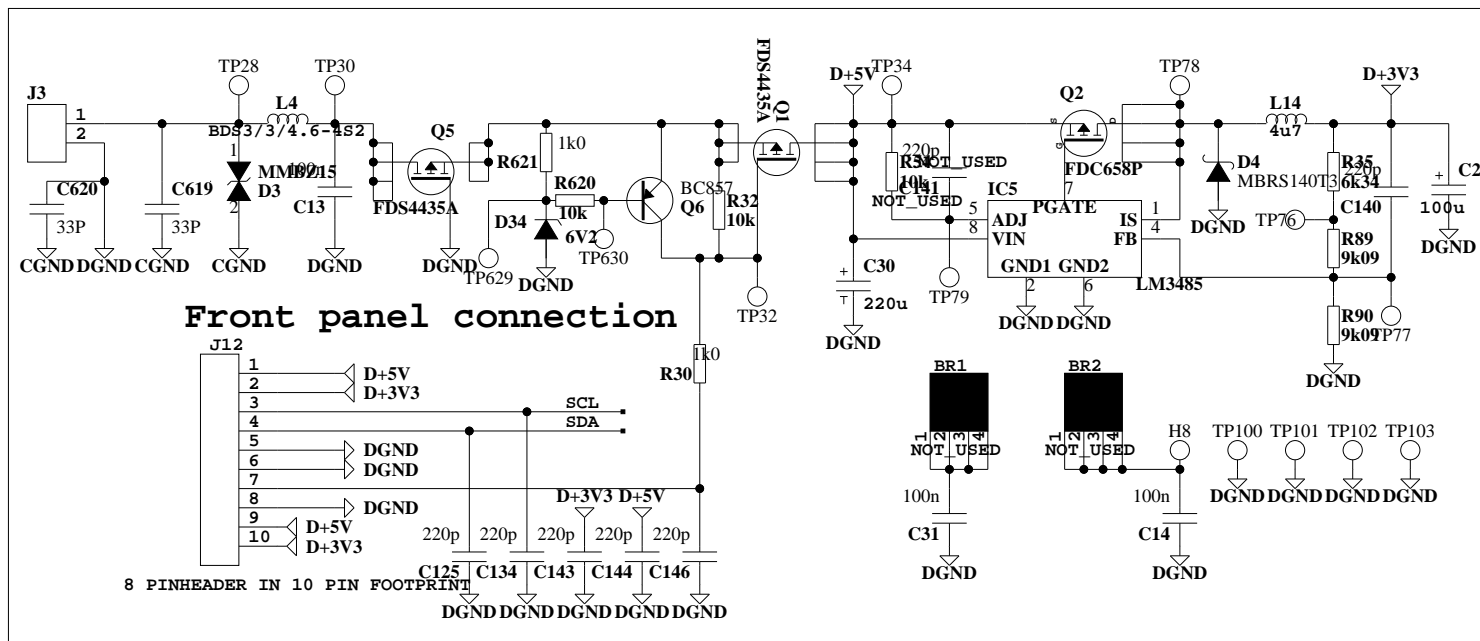 J3
1
2
TP28
TP30
L4
BDS3/3/4.6-4S2
1
MMBZ15
D3
2
100n
C13
C620
33P
C619
33P
CGND
DGND
CGND
CGND
DGND
Q5
FDS4435A
DGND
R621
1k0
R620
10k
D34
6V2
DGND
TP629
TP630
BC857
Q6
R32
10k
TP32
FDS4435A
Q1
D+5V
TP34
R34
10k
220p
NOT_USED
C141
NOT_USED
TP79
C30
220u
DGND
Q2
S
D
G
FDC658P
TP78
IC5
7
PGATE
5
ADJ
IS
1
8
VIN
FB
4
GND1
GND2
2
6
LM3485
DGND
DGND
L14
4u7
D+3V3
D4
MBRS140T3
DGND
R35
6k34
220p
C140
TP76
R89
9k09
R90
9k09
TP77
DGND
C2
100u
DGND
Front panel connection
J12
1
D+5V
2
D+3V3
3
SCL
4
SDA
5
DGND
6
DGND
7
8
DGND
9
D+5V
10
D+3V3
8 PINHEADER IN 10 PIN FOOTPRINT
1k0
R30
D+3V3
D+5V
220p
220p
220p
220p
220p
C125
C134
C143
C144
C146
DGND
DGND
DGND
DGND
DGND
BR1
1
2
3
4
NOT_USED
100n
C31
DGND
BR2
1
2
3
4
NOT_USED
H8
100n
C14
DGND
TP100
TP101
TP102
TP103
DGND
DGND
DGND
DGND